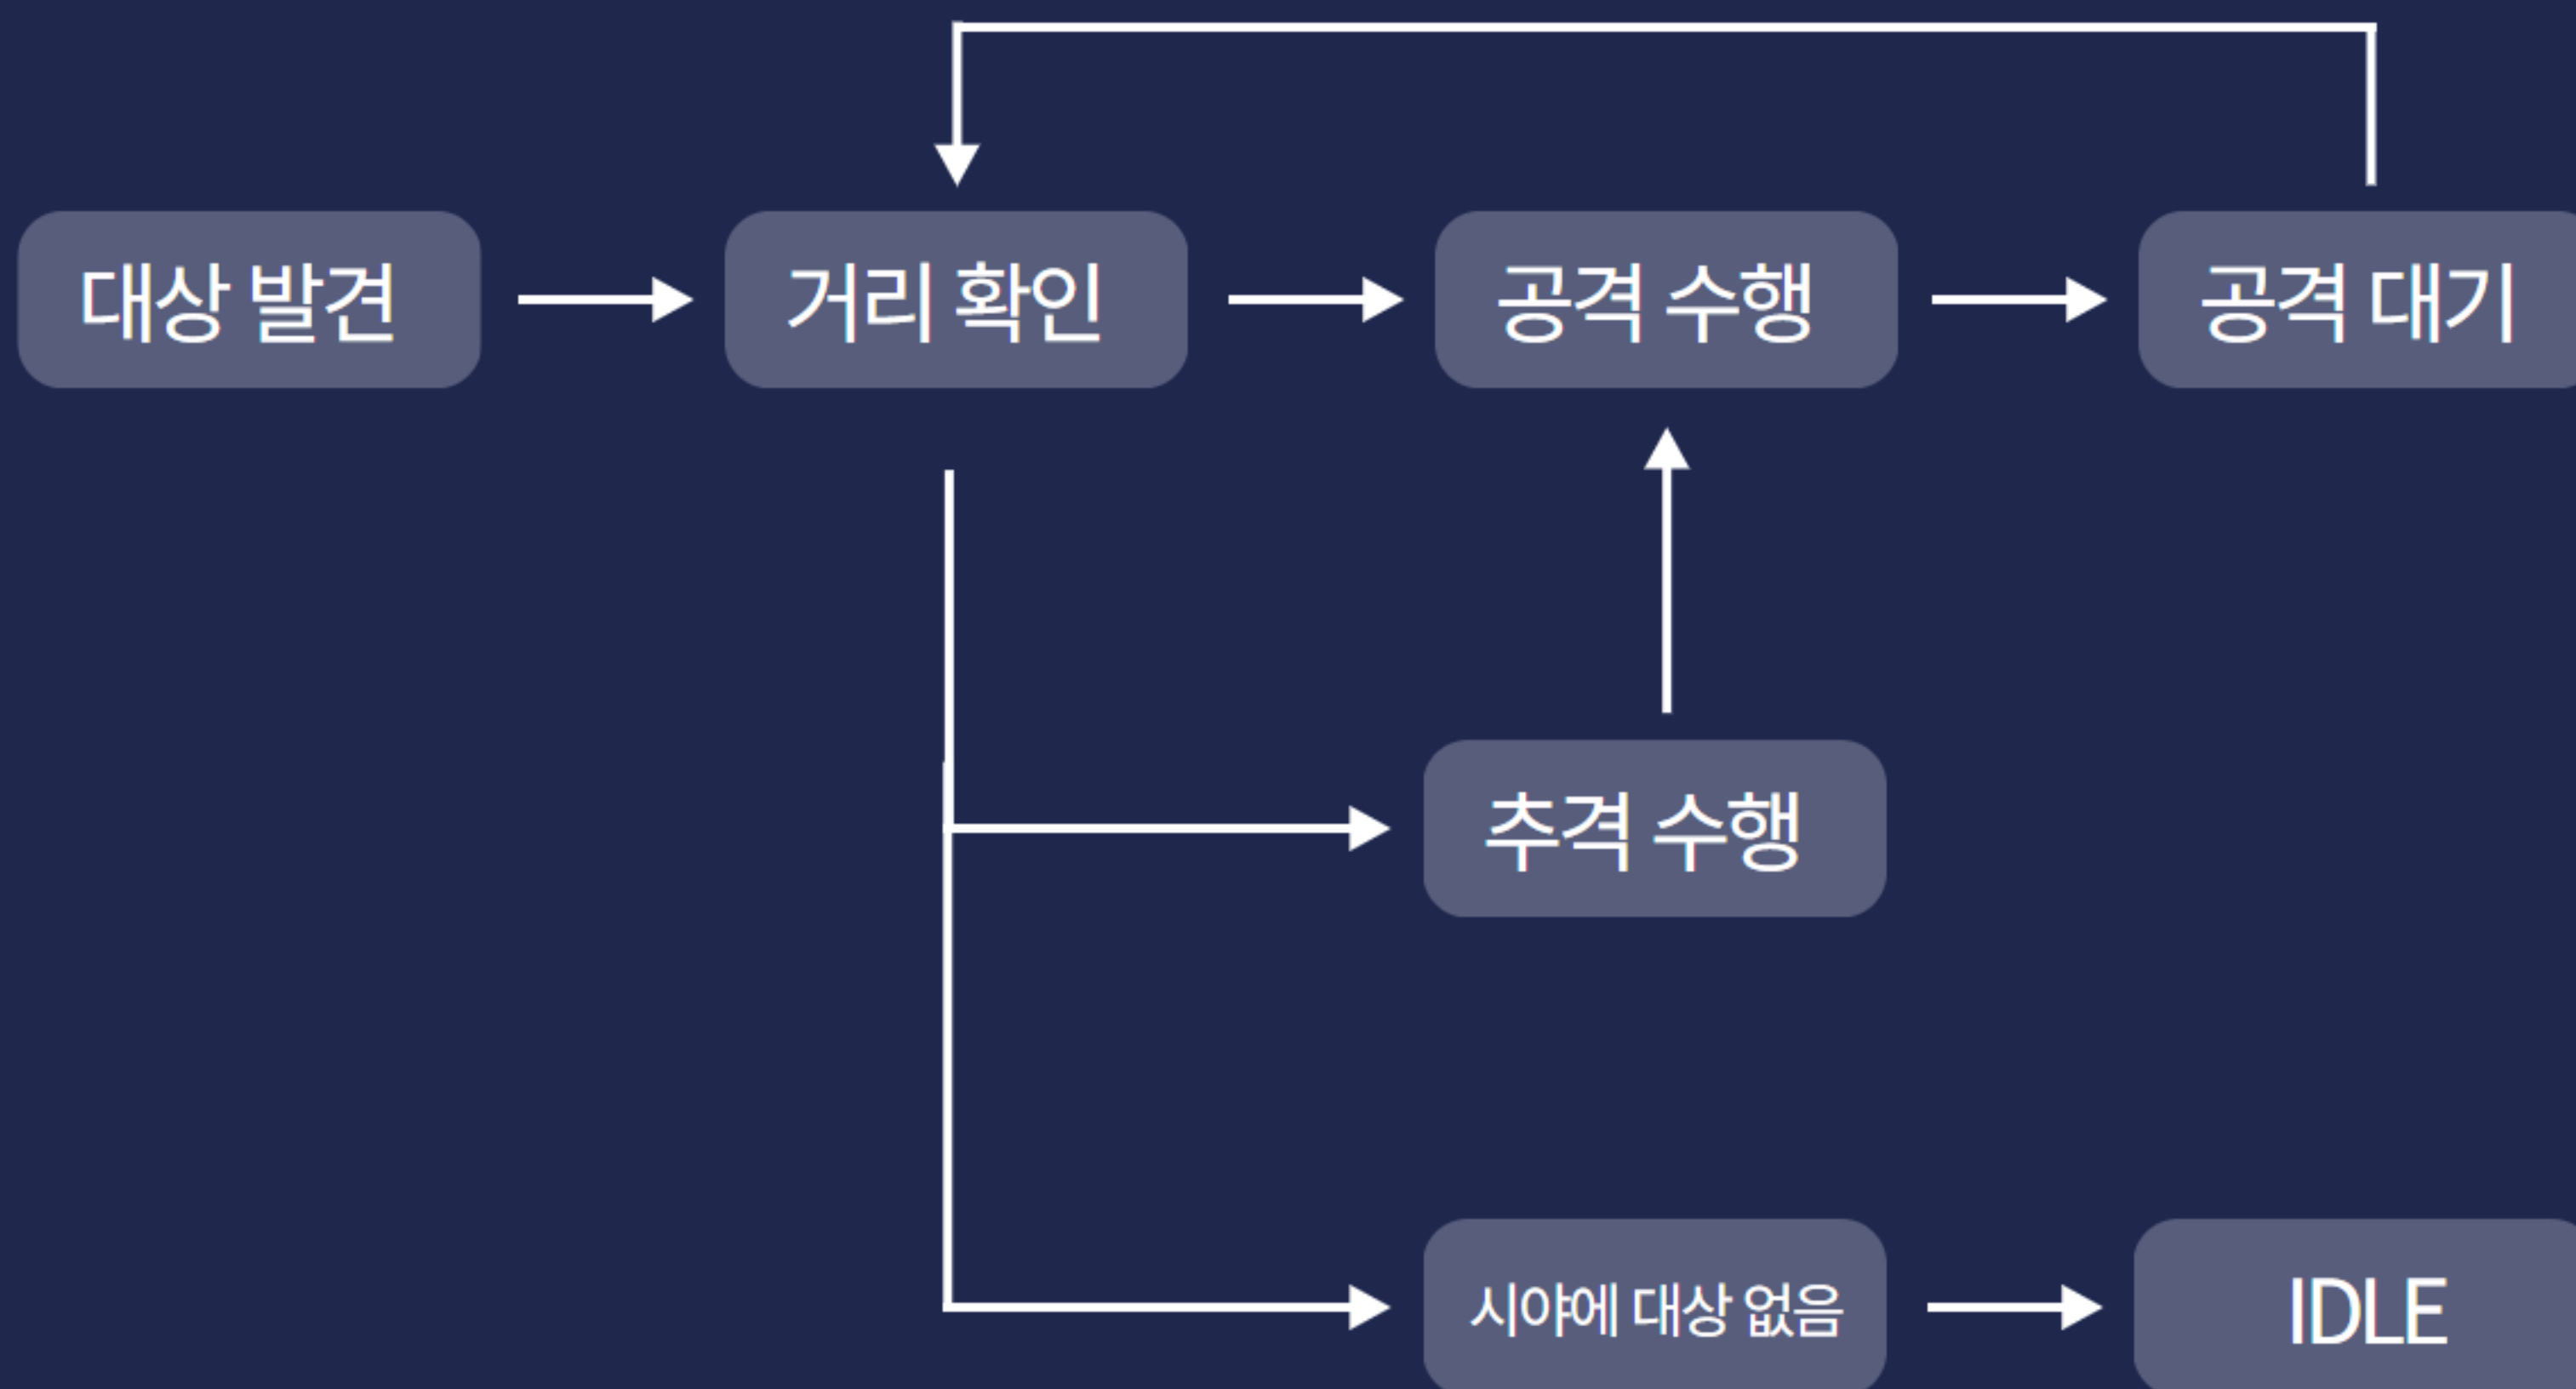 대상 발견
거리 확인
공격 수행
공격 대기
추격 수행
시야에 대상 없음
IDLE